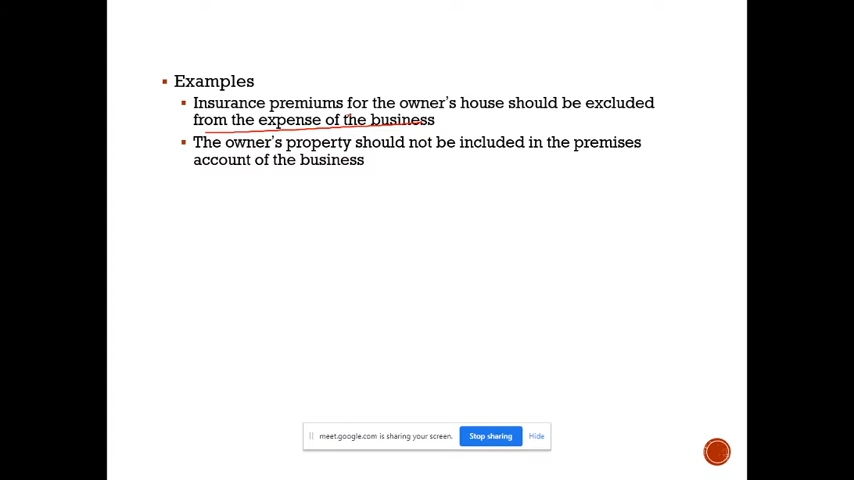 Examples
Insurance premiums for the owner's house should be excluded
from the expense of the business
The owner's property should not be included in the premises
account of the business
meet.google.com is sharing your screen. Stop sharing Hide